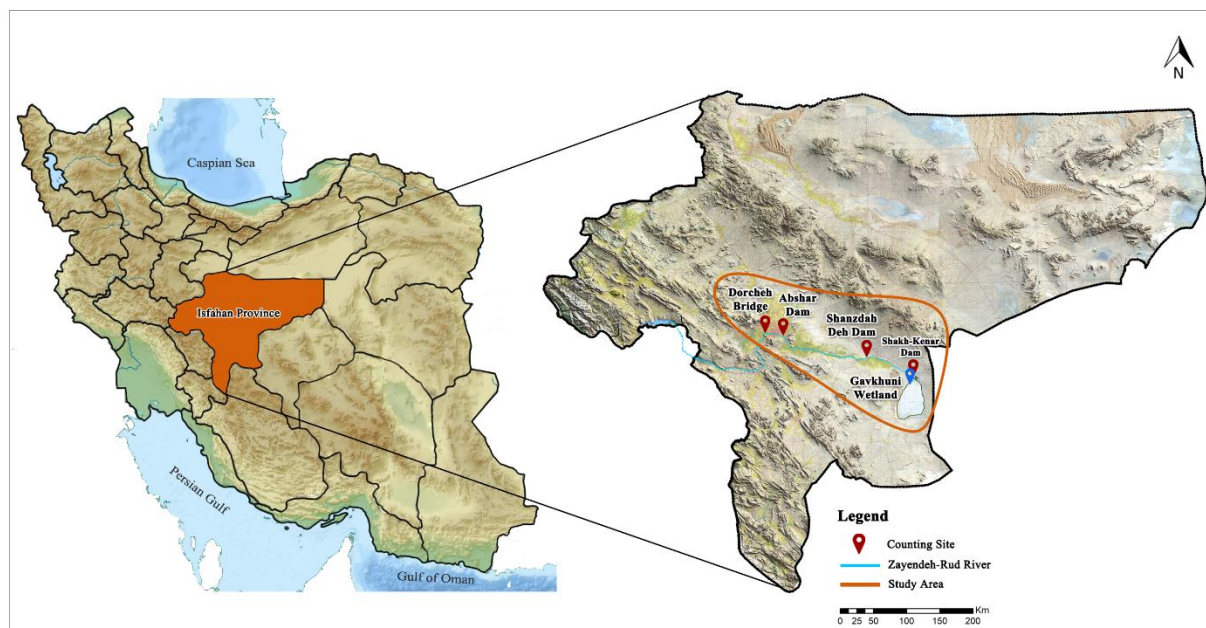 Caspian Sea
Isfahan Province
Persian Gulf
Gulf of Oman
N
Dorcheh
Bridge
Abshar
Dam
Shanzdah
Deh Dam
Shakh-Kenar
Dam
Gavkhuni
Wetland
Legend
Counting Site
Zayendeh-Rud River
Study Area
0 25 50 100 150 200 Km